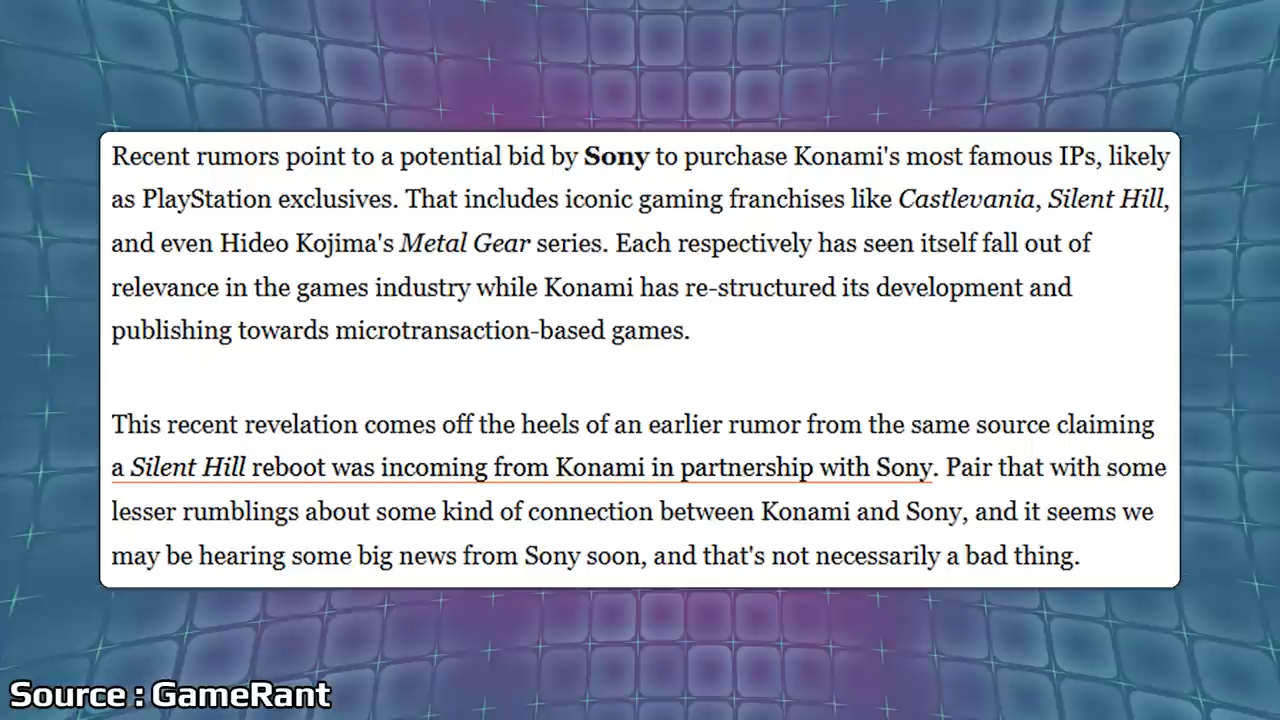 Recent rumors point to a potential bid by Sony to purchase Konami's most famous IPs, likely
as PlayStation exclusives. That includes iconic gaming franchises like Castlevania, Silent Hill,
and even Hideo Kojima's Metal Gear series. Each respectively has seen itself fall out of
relevance in the games industry while Konami has re-structured its development and
publishing towards microtransaction-based games.
This recent revelation comes off the heels of an earlier rumor from the same source claiming
a Silent Hill reboot was incoming from Konami in partnership with Sony. Pair that with some
lesser rumblings about some kind of connection between Konami and Sony, and it seems we
may be hearing some big news from Sony soon, and that's not necessarily a bad thing.
Source : GameRant